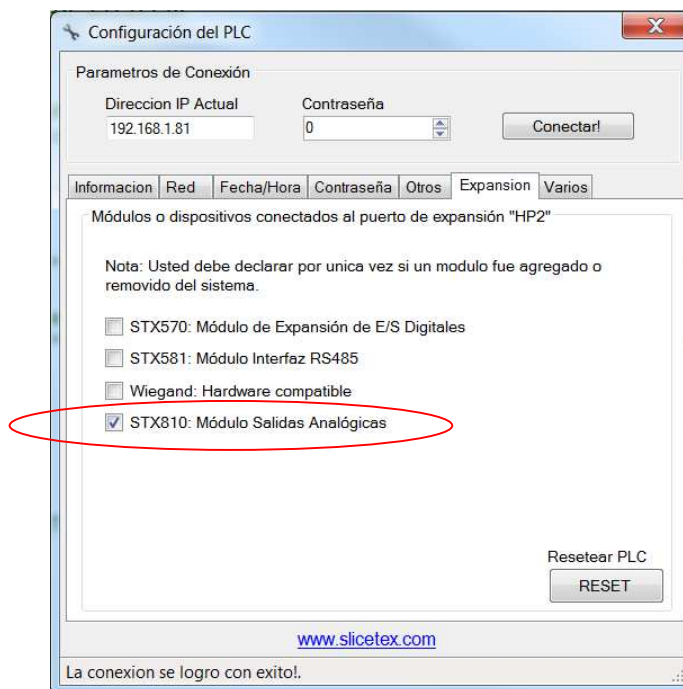 Configuración del PLC
Parametros de Conexión
Direccion IP Actual
Contraseña
192.168.1.81
0
Conectar!
Informacion
Red
Fecha/Hora
Contraseña
Otros
Expansion
Varios
Módulos o dispositivos conectados al puerto de expansión "HP2"
Nota: Usted debe declarar por unica vez si un modulo fue agregado o
removido del sistema.
STX570: Módulo de Expansión de E/S Digitales
STX581: Módulo Interfaz RS485
Wiegand: Hardware compatible
STX810: Módulo Salidas Analógicas
Resetear PLC
RESET
www.slicetex.com
La conexion se logro con exito!.